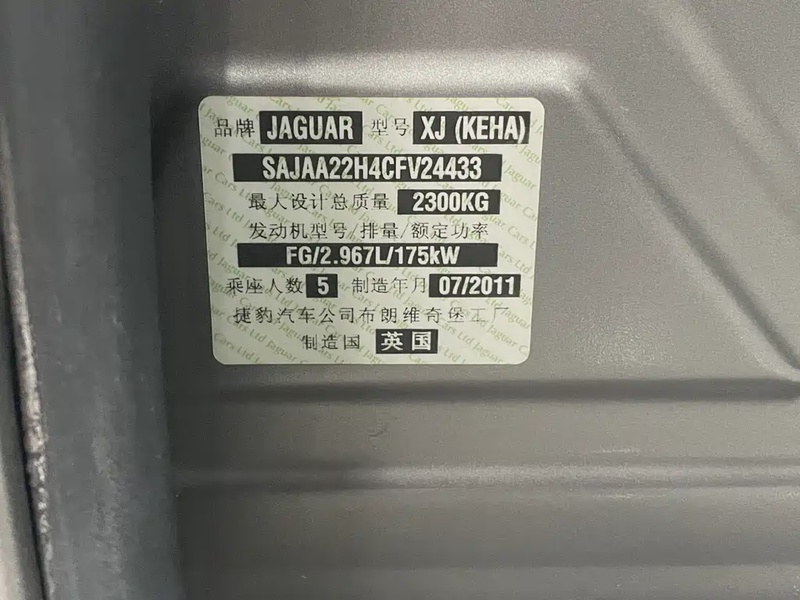 品牌 JAGUAR 型号 XJ (KEHA)
SAJAA22H4CFV24433
最大设计总质量 2300KG
发动机型号/排量/额定功率
FG/2.967L/175kW
乘座人数 5 制造年月 07/2011
捷豹汽车公司布朗维奇堡工厂
制造国 英国